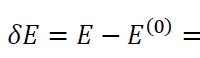 δE = E − E⁽⁰⁾ =